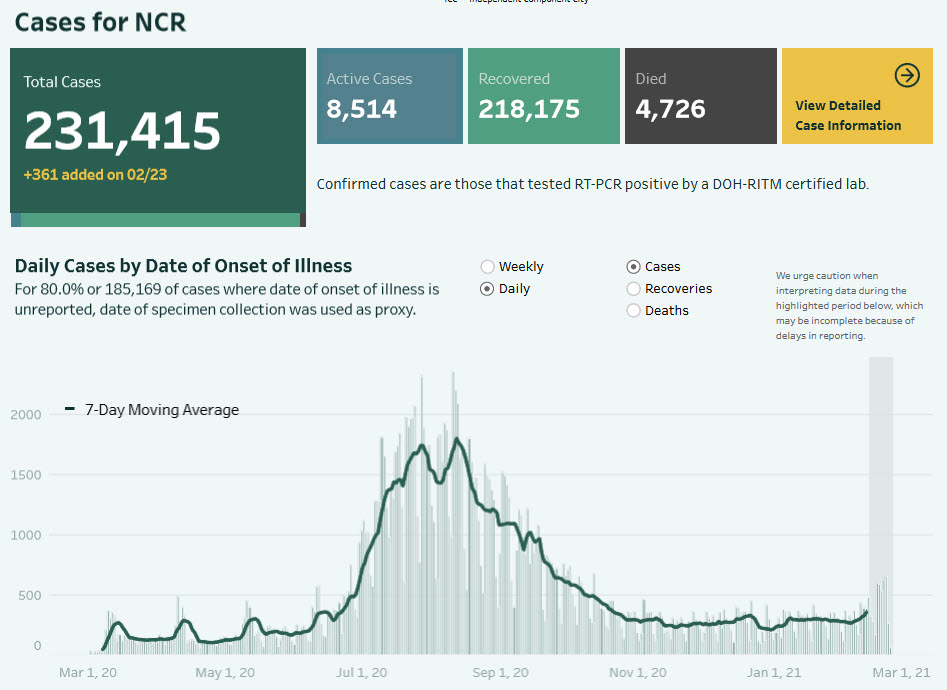 Cases for NCR
Total Cases
231,415
+361 added on 02/23
Active Cases
8,514
Recovered
218,175
Died
4,726
View Detailed
Case Information
Confirmed cases are those that tested RT-PCR positive by a DOH-RITM certified lab.
Daily Cases by Date of Onset of Illness
For 80.0% or 185,169 of cases where date of onset of illness is
unreported, date of specimen collection was used as proxy.
Weekly
Daily
Cases
Recoveries
Deaths
We urge caution when
interpreting data during the
highlighted period below, which
may be incomplete because of
delays in reporting.
7-Day Moving Average
2000
1500
1000
500
0
Mar 1, 20
May 1, 20
Jul 1, 20
Sep 1, 20
Nov 1, 20
Jan 1, 21
Mar 1, 21